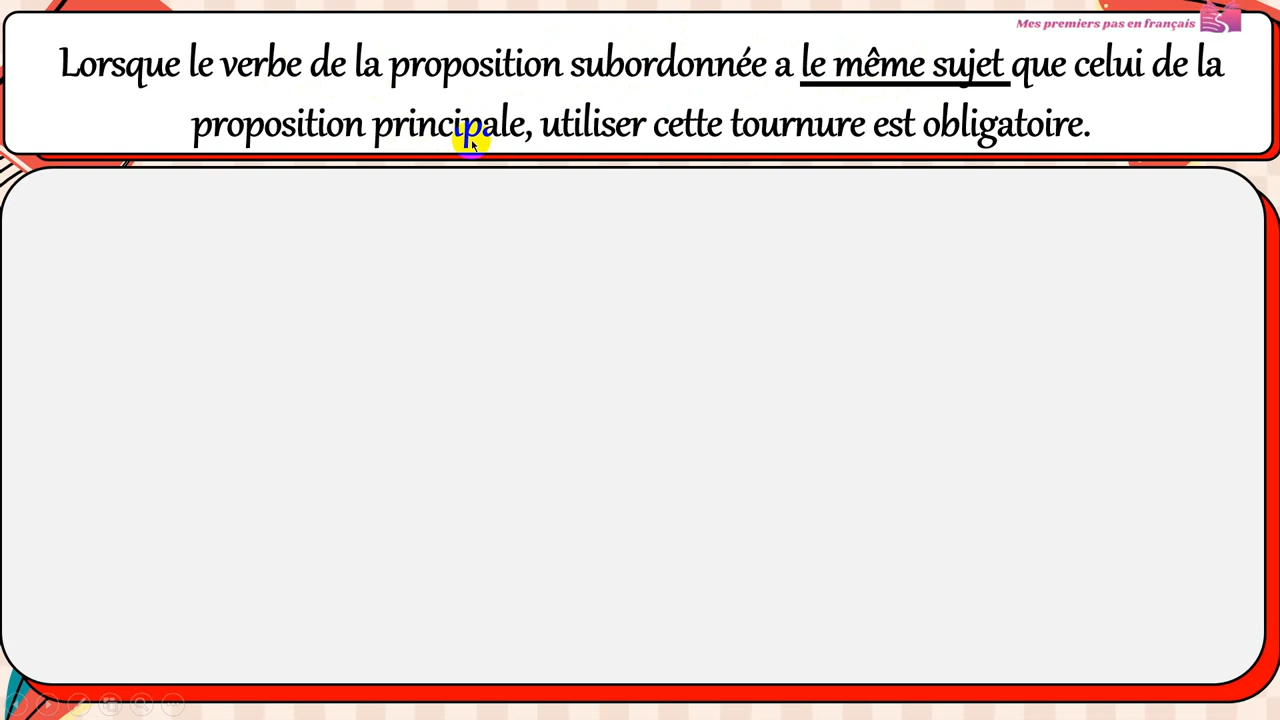 Mes premiers pas en français
Lorsque le verbe de la proposition subordonnée a le même sujet que celui de la
proposition principale, utiliser cette tournure est obligatoire.